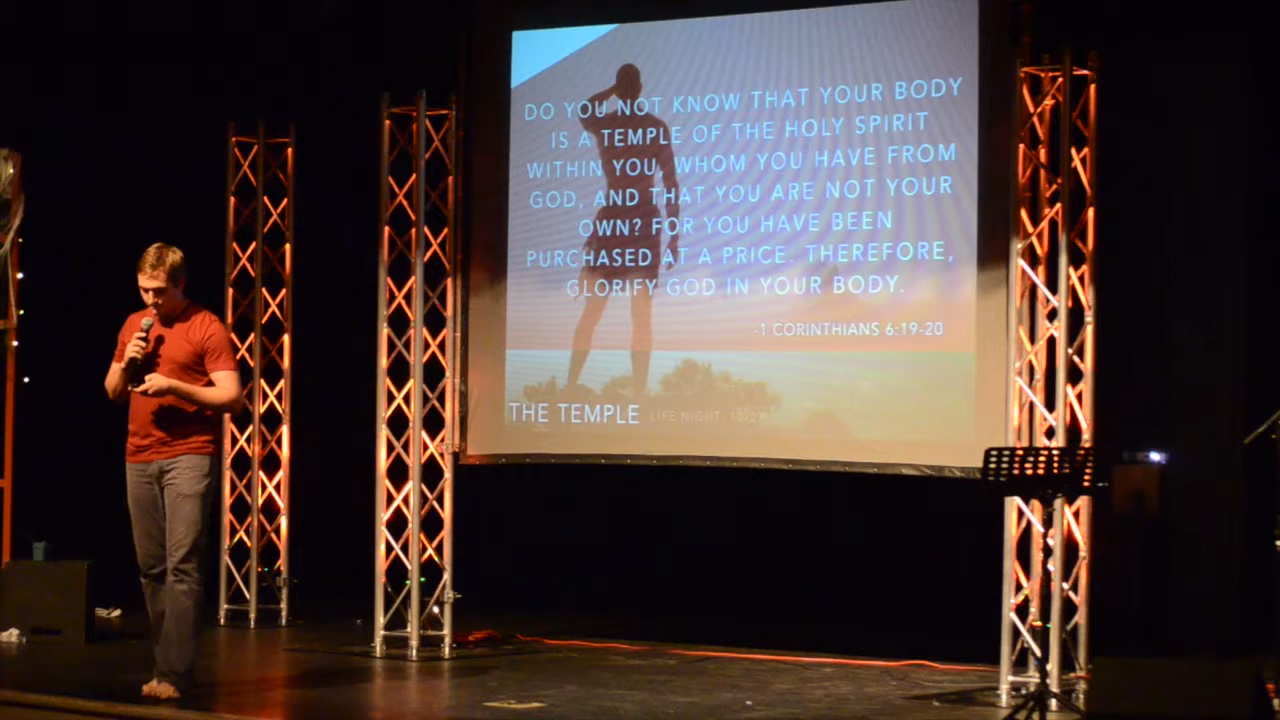 DO YOU NOT KNOW THAT YOUR BODY
IS A TEMPLE OF THE HOLY SPIRIT
WITHIN YOU, WHOM YOU HAVE FROM
GOD, AND THAT YOU ARE NOT YOUR
OWN? FOR YOU HAVE BEEN
PURCHASED AT A PRICE. THEREFORE,
GLORIFY GOD IN YOUR BODY.
-1 CORINTHIANS 6:19-20
THE TEMPLE LIFE NIGHT